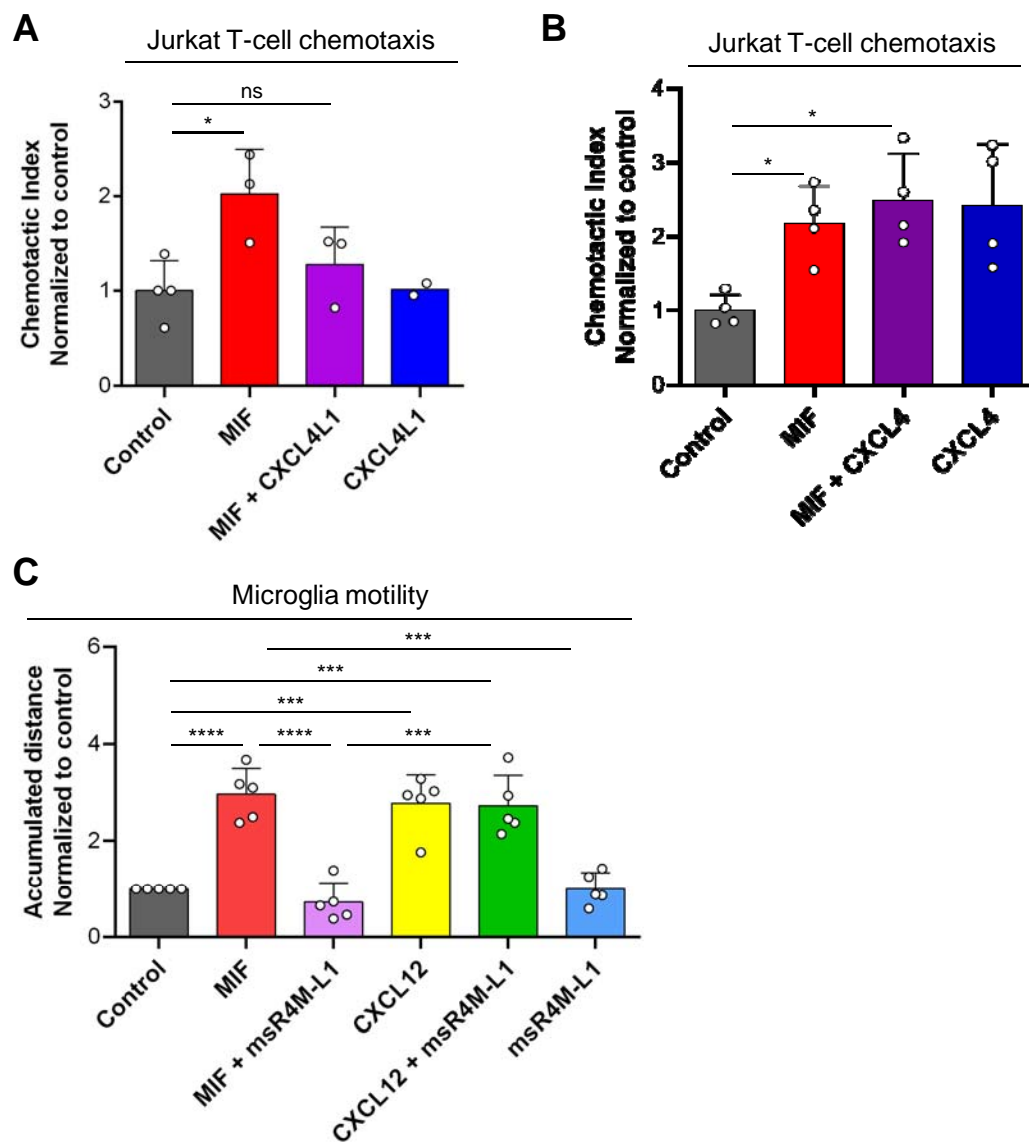 A
Jurkat T-cell chemotaxis
ns
*
3
2
1
0
Chemotactic Index
Normalized to control
Control
MIF
MIF + CXCL4L1
CXCL4L1
B
Jurkat T-cell chemotaxis
*
*
4
3
2
1
0
Chemotactic Index
Normalized to control
Control
MIF
MIF + CXCL4
CXCL4
C
Microglia motility
***
***
***
**** **** ***
6
4
2
0
Accumulated distance
Normalized to control
Control
MIF
MIF + msR4M-L1
CXCL12
CXCL12 + msR4M-L1
msR4M-L1